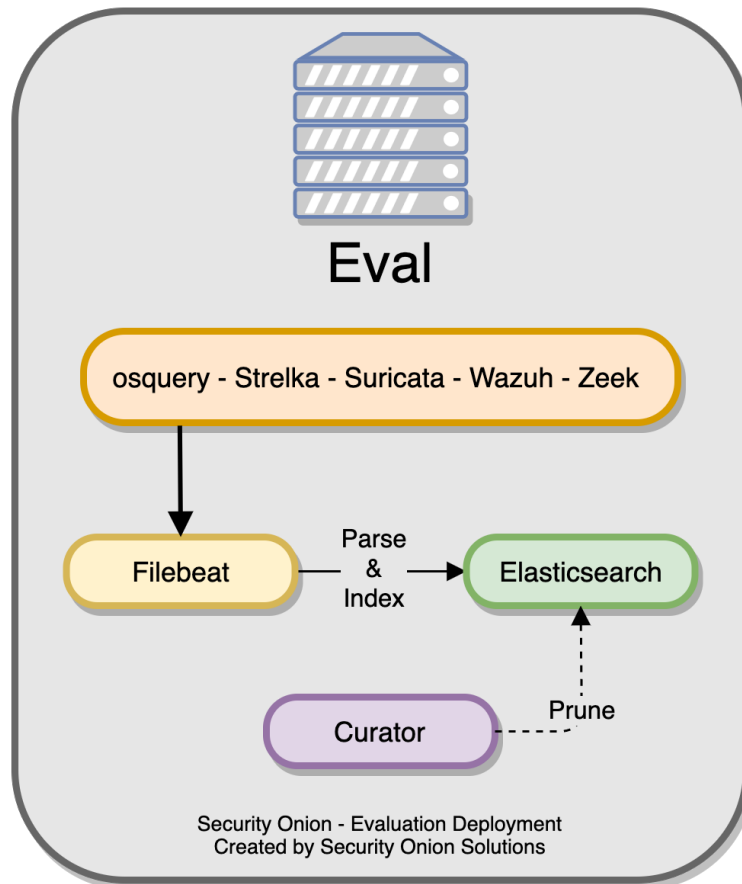 Eval
osquery - Strelka - Suricata - Wazuh - Zeek
Filebeat
Parse
&
Index
Elasticsearch
Curator
Prune
Security Onion - Evaluation Deployment
Created by Security Onion Solutions